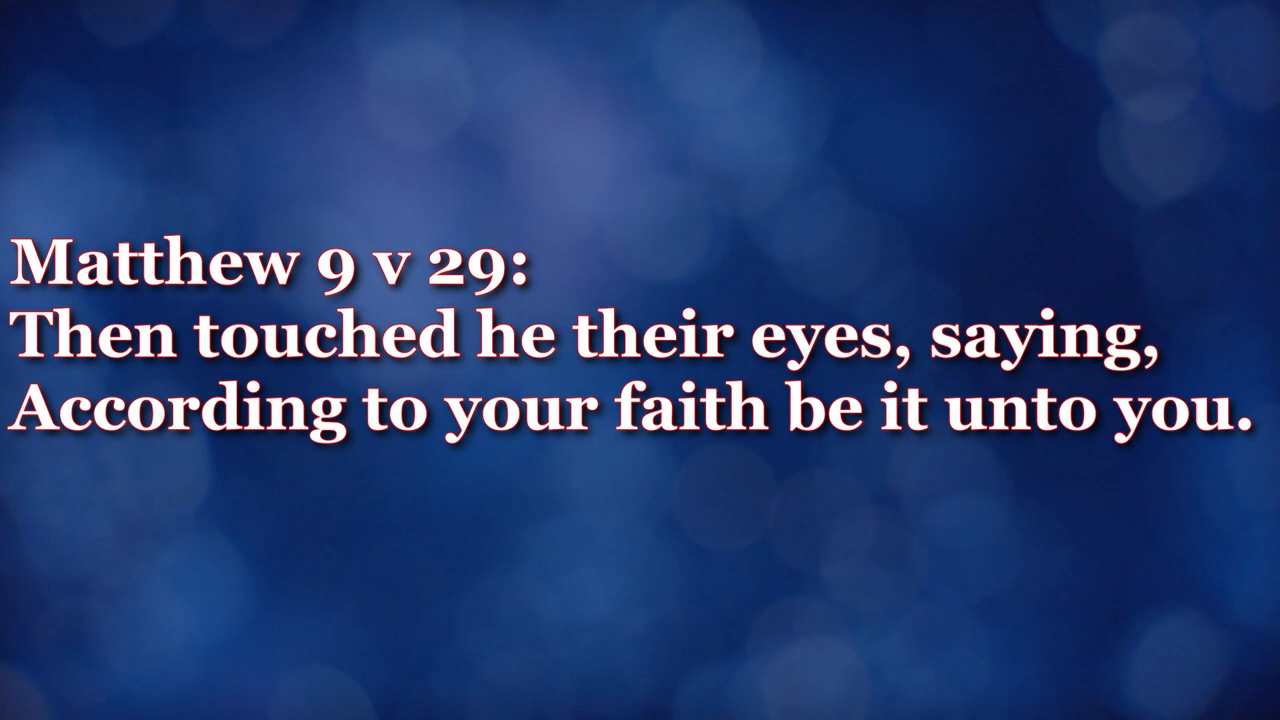 Matthew 9 v 29:
Then touched he their eyes, saying,
According to your faith be it unto you.